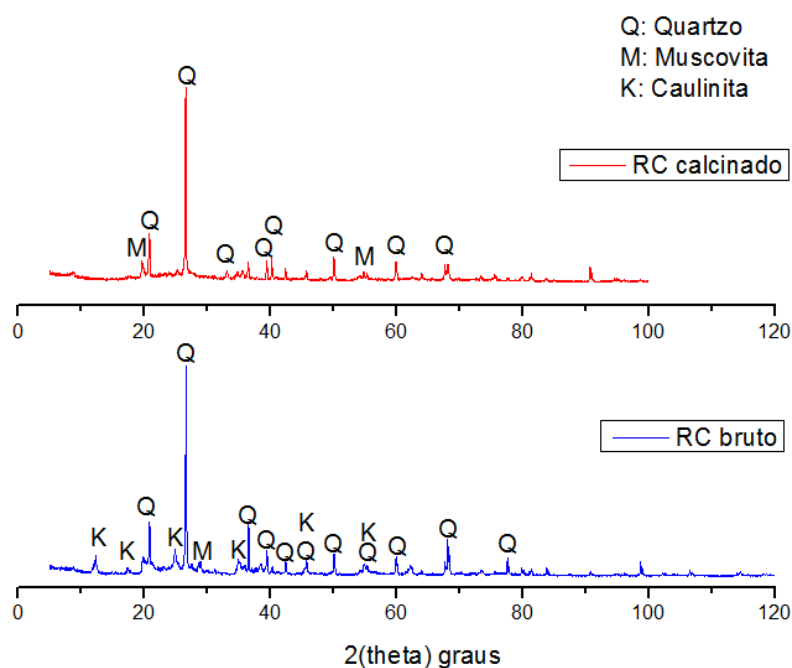 Q: Quartzo
M: Muscovita
K: Caulinita
RC calcinado
Q
M Q Q Q Q Q M Q Q
0 20 40 60 80 100 120
RC bruto
Q
K K Q K M K Q Q Q K Q Q K Q Q Q Q
0 20 40 60 80 100 120
2(theta) graus